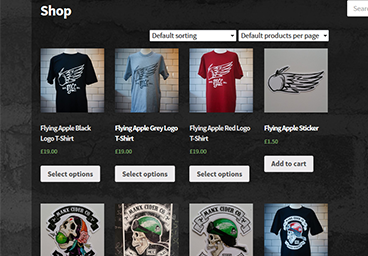 Shop
Sear
Default sorting
Default products per page
Flying Apple Black
Logo T-Shirt
£19.00
Select options
Flying Apple Grey Logo
T-Shirt
£19.00
Select options
Flying Apple Red Logo
T-Shirt
£19.00
Select options
Flying Apple Sticker
£1.50
Add to cart
MANX CIDER CO
MANX CIDER CO
MANX CIDER CO